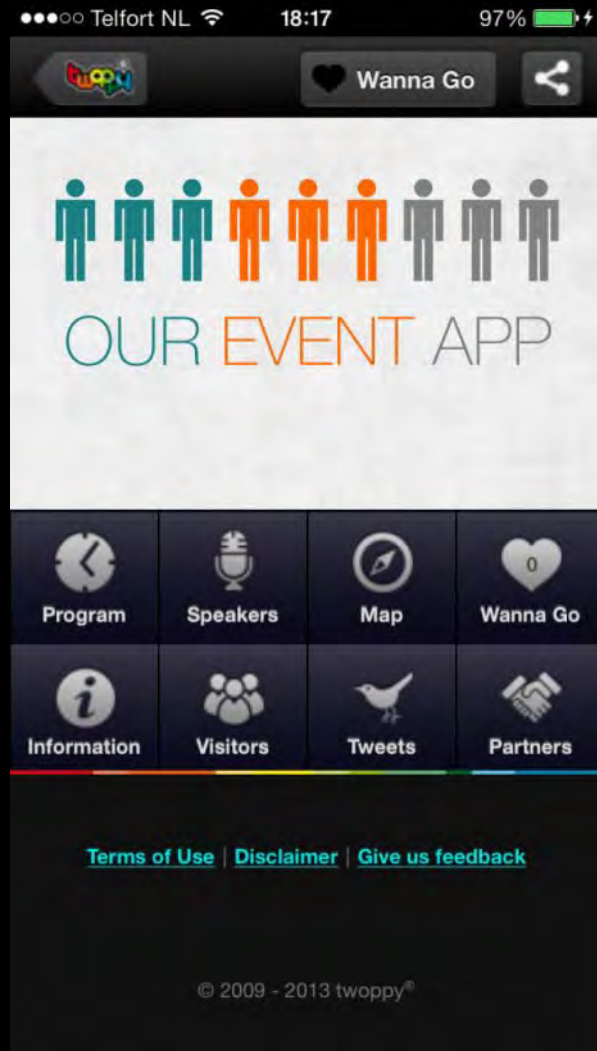 Telfort NL 18:17 97%
twoppy Wanna Go
OUR EVENT APP
Program Speakers Map 0 Wanna Go
Information Visitors Tweets Partners
Terms of Use | Disclaimer | Give us feedback
© 2009 - 2013 twoppy®